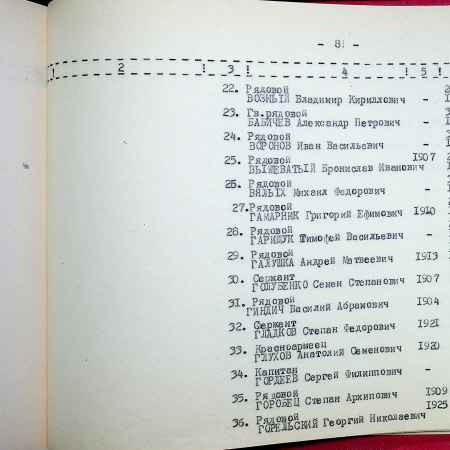 - 8! -
2 ! 3 ! 4 ! 5 !
22. Рядовой
ВОЗНЫЙ Владимир Кириллович -
23. Гв.рядовой
БАБИЧЕВ Александр Петрович -
24. Рядовой
ВОРОНОВ Иван Васильевич -
25. Рядовой 1907
ВЫШЕВАТЫЙ Бронислав Иванович
26. Рядовой
ВЯЛЫХ Михаил Федорович -
27. Рядовой
ГАМАРНИК Григорий Ефимович 1910
28. Рядовой
ГАРИЩУК Тимофей Васильевич -
29. Рядовой
ГАЛУШКА Андрей Матвеевич 1913
30. Сержант
ГОЛУБЕНКО Семен Степанович 1907
31. Рядовой
ГИНДИЧ Василий Абрамович 1904
32. Сержант
ГЛАДКОВ Степан Федорович 1921
33. Красноармеец
ГЛУХОВ Анатолий Семенович 1920
34. Капитан
ГОРДЕЕВ Сергей Филиппович -
35. Рядовой 1909
ГОРОБЕЦ Степан Архипович
36. Рядовой 1925
ГОРЕЛЬСКИЙ Георгий Николаевич